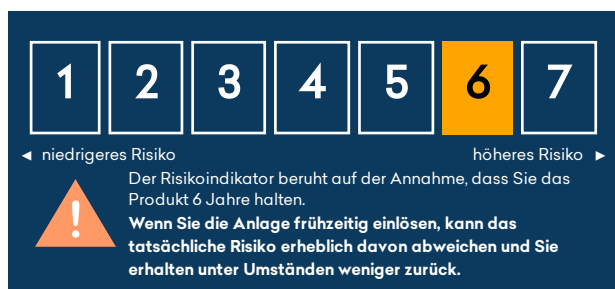 1 2 3 4 5 6 7
◄ niedrigeres Risiko höheres Risiko ►
Der Risikoindikator beruht auf der Annahme, dass Sie das
Produkt 6 Jahre halten.
Wenn Sie die Anlage frühzeitig einlösen, kann das
tatsächliche Risiko erheblich davon abweichen und Sie
erhalten unter Umständen weniger zurück.